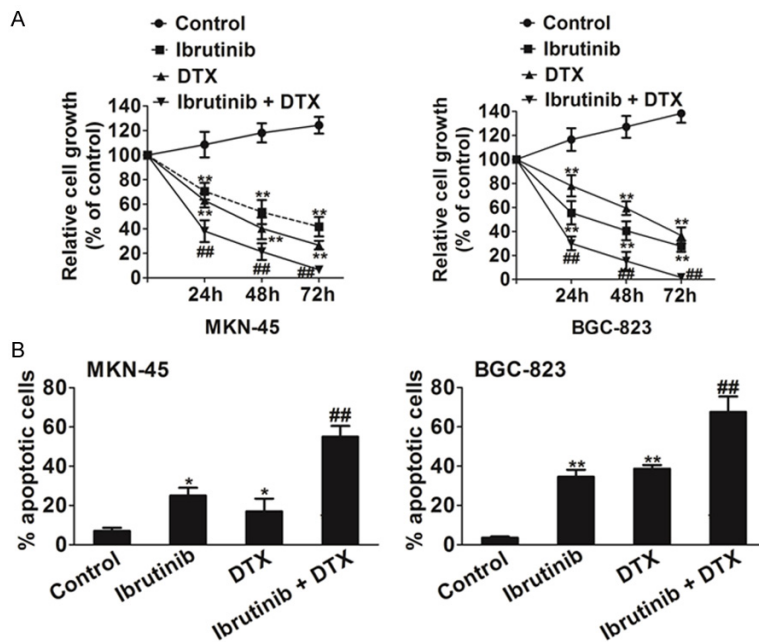 A
Control
Ibrutinib
DTX
Ibrutinib + DTX
Relative cell growth
(% of control)
140
120
100
80
60
40
20
0
**
**
**
**
**
**
##
##
##
24h 48h 72h
MKN-45
Control
Ibrutinib
DTX
Ibrutinib + DTX
Relative cell growth
(% of control)
140
120
100
80
60
40
20
0
**
**
**
**
**
**
##
##
##
24h 48h 72h
BGC-823
B
MKN-45
% apoptotic cells
80
60
40
20
0
*
*
##
Control
Ibrutinib
DTX
Ibrutinib + DTX
BGC-823
% apoptotic cells
80
60
40
20
0
**
**
##
Control
Ibrutinib
DTX
Ibrutinib + DTX